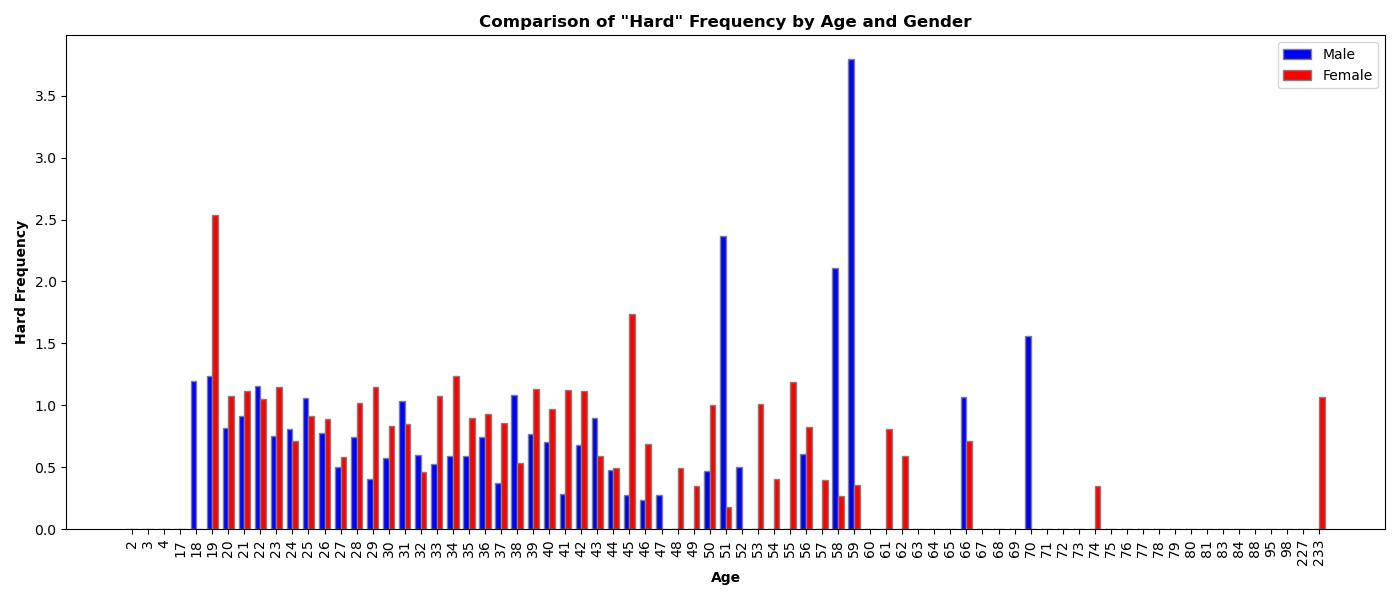 Comparison of "Hard" Frequency by Age and Gender
Male
Female
Hard Frequency
3.5
3.0
2.5
2.0
1.5
1.0
0.5
0.0
2 3 4 17 18 19 20 21 22 23 24 25 26 27 28 29 30 31 32 33 34 35 36 37 38 39 40 41 42 43 44 45 46 47 48 49 50 51 52 53 54 55 56 57 58 59 60 61 62 63 64 65 66 67 68 69 70 71 72 73 74 75 76 77 78 79 80 81 83 84 88 95 98 227 233
Age